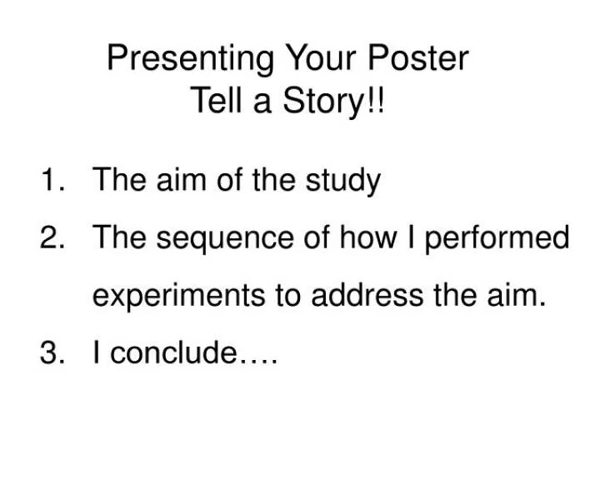 Presenting Your Poster
Tell a Story!!
1. The aim of the study
2. The sequence of how I performed
experiments to address the aim.
3. I conclude….